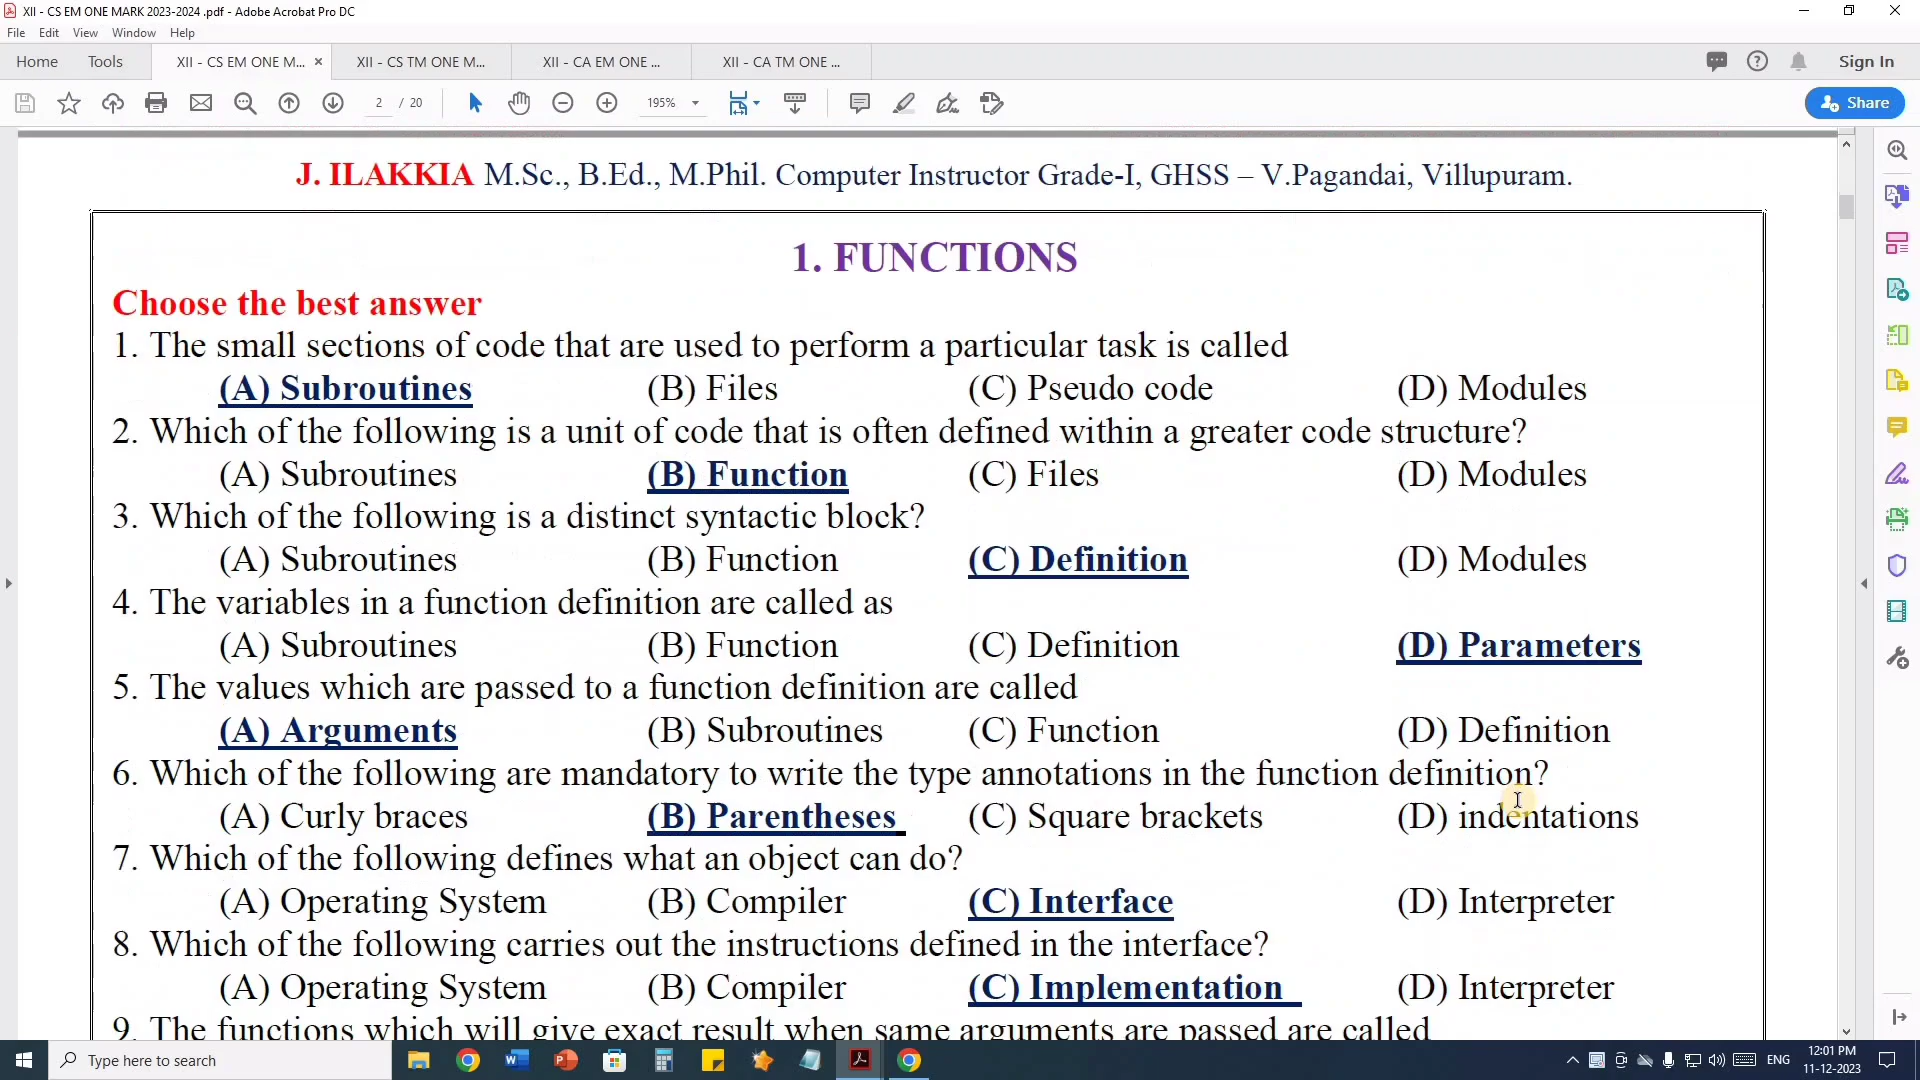 XII - CS EM ONE MARK 2023-2024 .pdf - Adobe Acrobat Pro DC
File Edit View Window Help
Home Tools XII - CS EM ONE M... × XII - CS TM ONE M... XII - CA EM ONE ... XII - CA TM ONE ... Sign In
2 / 20 195% Share
J. ILAKKIA M.Sc., B.Ed., M.Phil. Computer Instructor Grade-I, GHSS – V.Pagandai, Villupuram.
1. FUNCTIONS
Choose the best answer
1. The small sections of code that are used to perform a particular task is called
(A) Subroutines (B) Files (C) Pseudo code (D) Modules
2. Which of the following is a unit of code that is often defined within a greater code structure?
(A) Subroutines (B) Function (C) Files (D) Modules
3. Which of the following is a distinct syntactic block?
(A) Subroutines (B) Function (C) Definition (D) Modules
4. The variables in a function definition are called as
(A) Subroutines (B) Function (C) Definition (D) Parameters
5. The values which are passed to a function definition are called
(A) Arguments (B) Subroutines (C) Function (D) Definition
6. Which of the following are mandatory to write the type annotations in the function definition?
(A) Curly braces (B) Parentheses (C) Square brackets (D) indentations
7. Which of the following defines what an object can do?
(A) Operating System (B) Compiler (C) Interface (D) Interpreter
8. Which of the following carries out the instructions defined in the interface?
(A) Operating System (B) Compiler (C) Implementation (D) Interpreter
9. The functions which will give exact result when same arguments are passed are called
Type here to search ENG 12:01 PM
11-12-2023